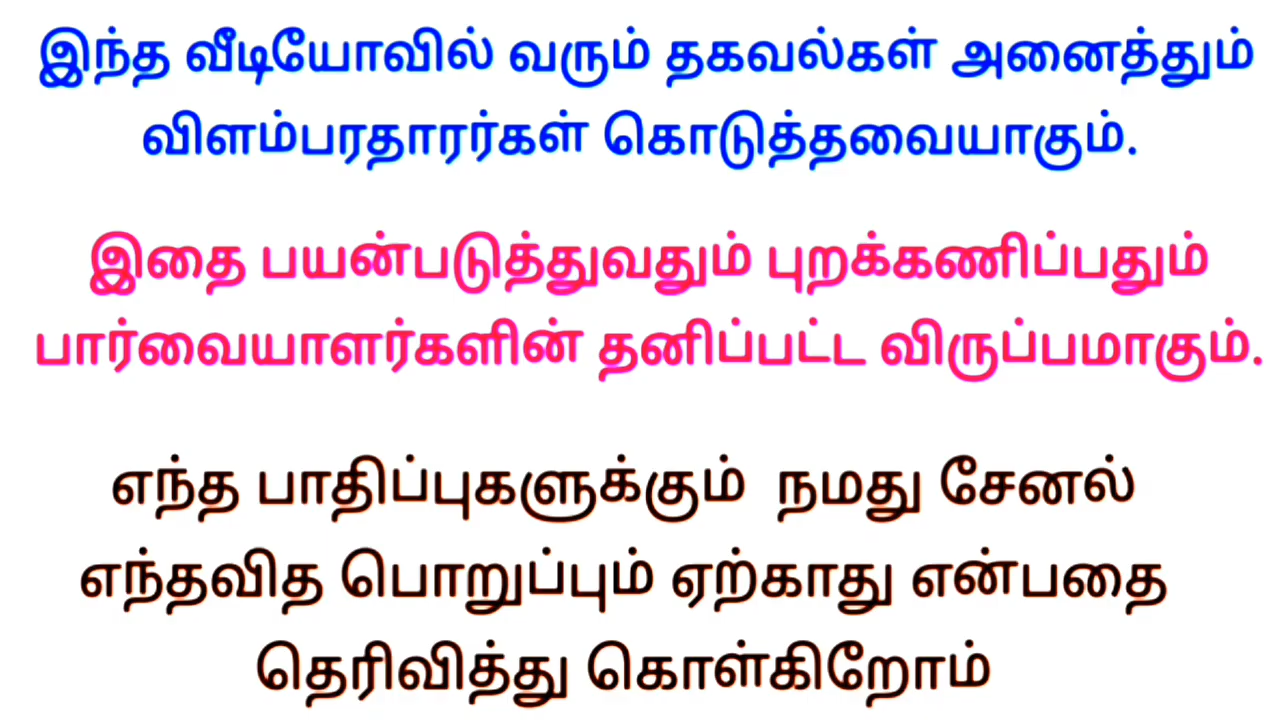 இந்த வீடியோவில் வரும் தகவல்கள் அனைத்தும்
விளம்பரதாரர்கள் கொடுத்தவையாகும்.
இதை பயன்படுத்துவதும் புறக்கணிப்பதும்
பார்வையாளர்களின் தனிப்பட்ட விருப்பமாகும்.
எந்த பாதிப்புகளுக்கும் நமது சேனல்
எந்தவித பொறுப்பும் ஏற்காது என்பதை
தெரிவித்து கொள்கிறோம்